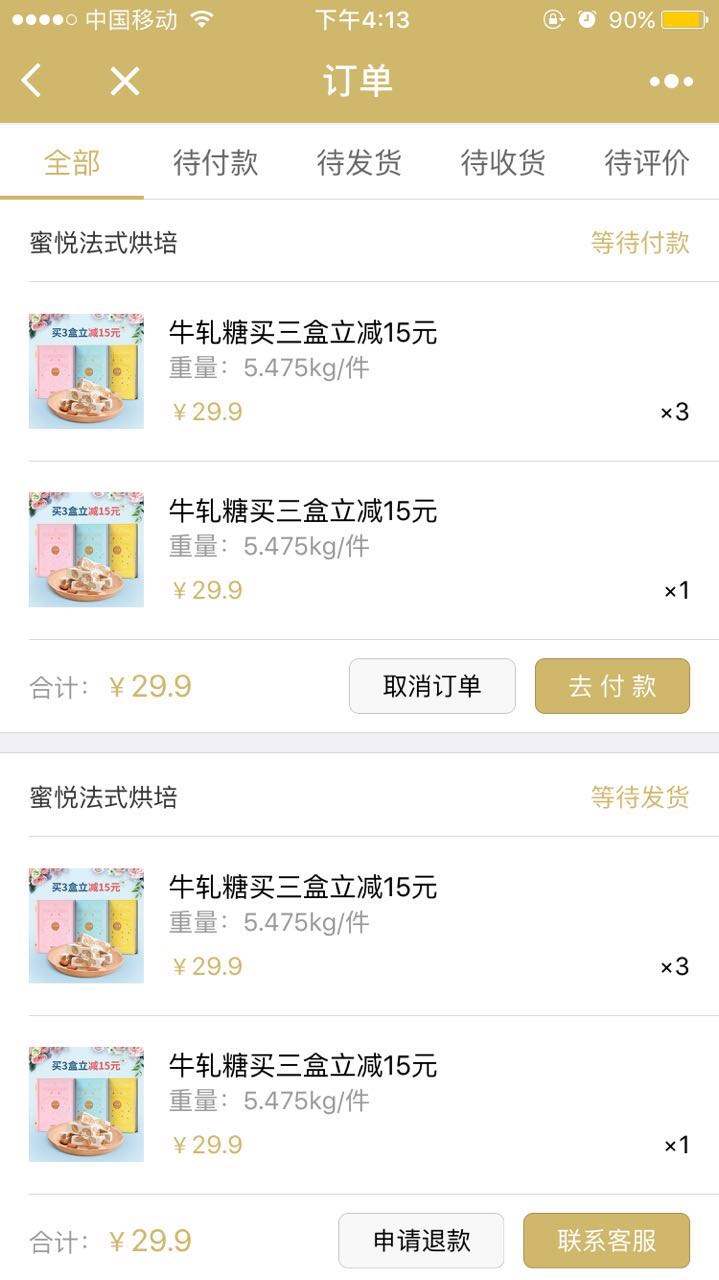 中国移动 下午4:13 90%
订单
全部 待付款 待发货 待收货 待评价
蜜悦法式烘培 等待付款
买3盒立减15元
牛轧糖买三盒立减15元
重量：5.475kg/件
￥29.9 ×3
买3盒立减15元
牛轧糖买三盒立减15元
重量：5.475kg/件
￥29.9 ×1
合计：￥29.9 取消订单 去付款
蜜悦法式烘培 等待发货
买3盒立减15元
牛轧糖买三盒立减15元
重量：5.475kg/件
￥29.9 ×3
买3盒立减15元
牛轧糖买三盒立减15元
重量：5.475kg/件
￥29.9 ×1
合计：￥29.9 申请退款 联系客服